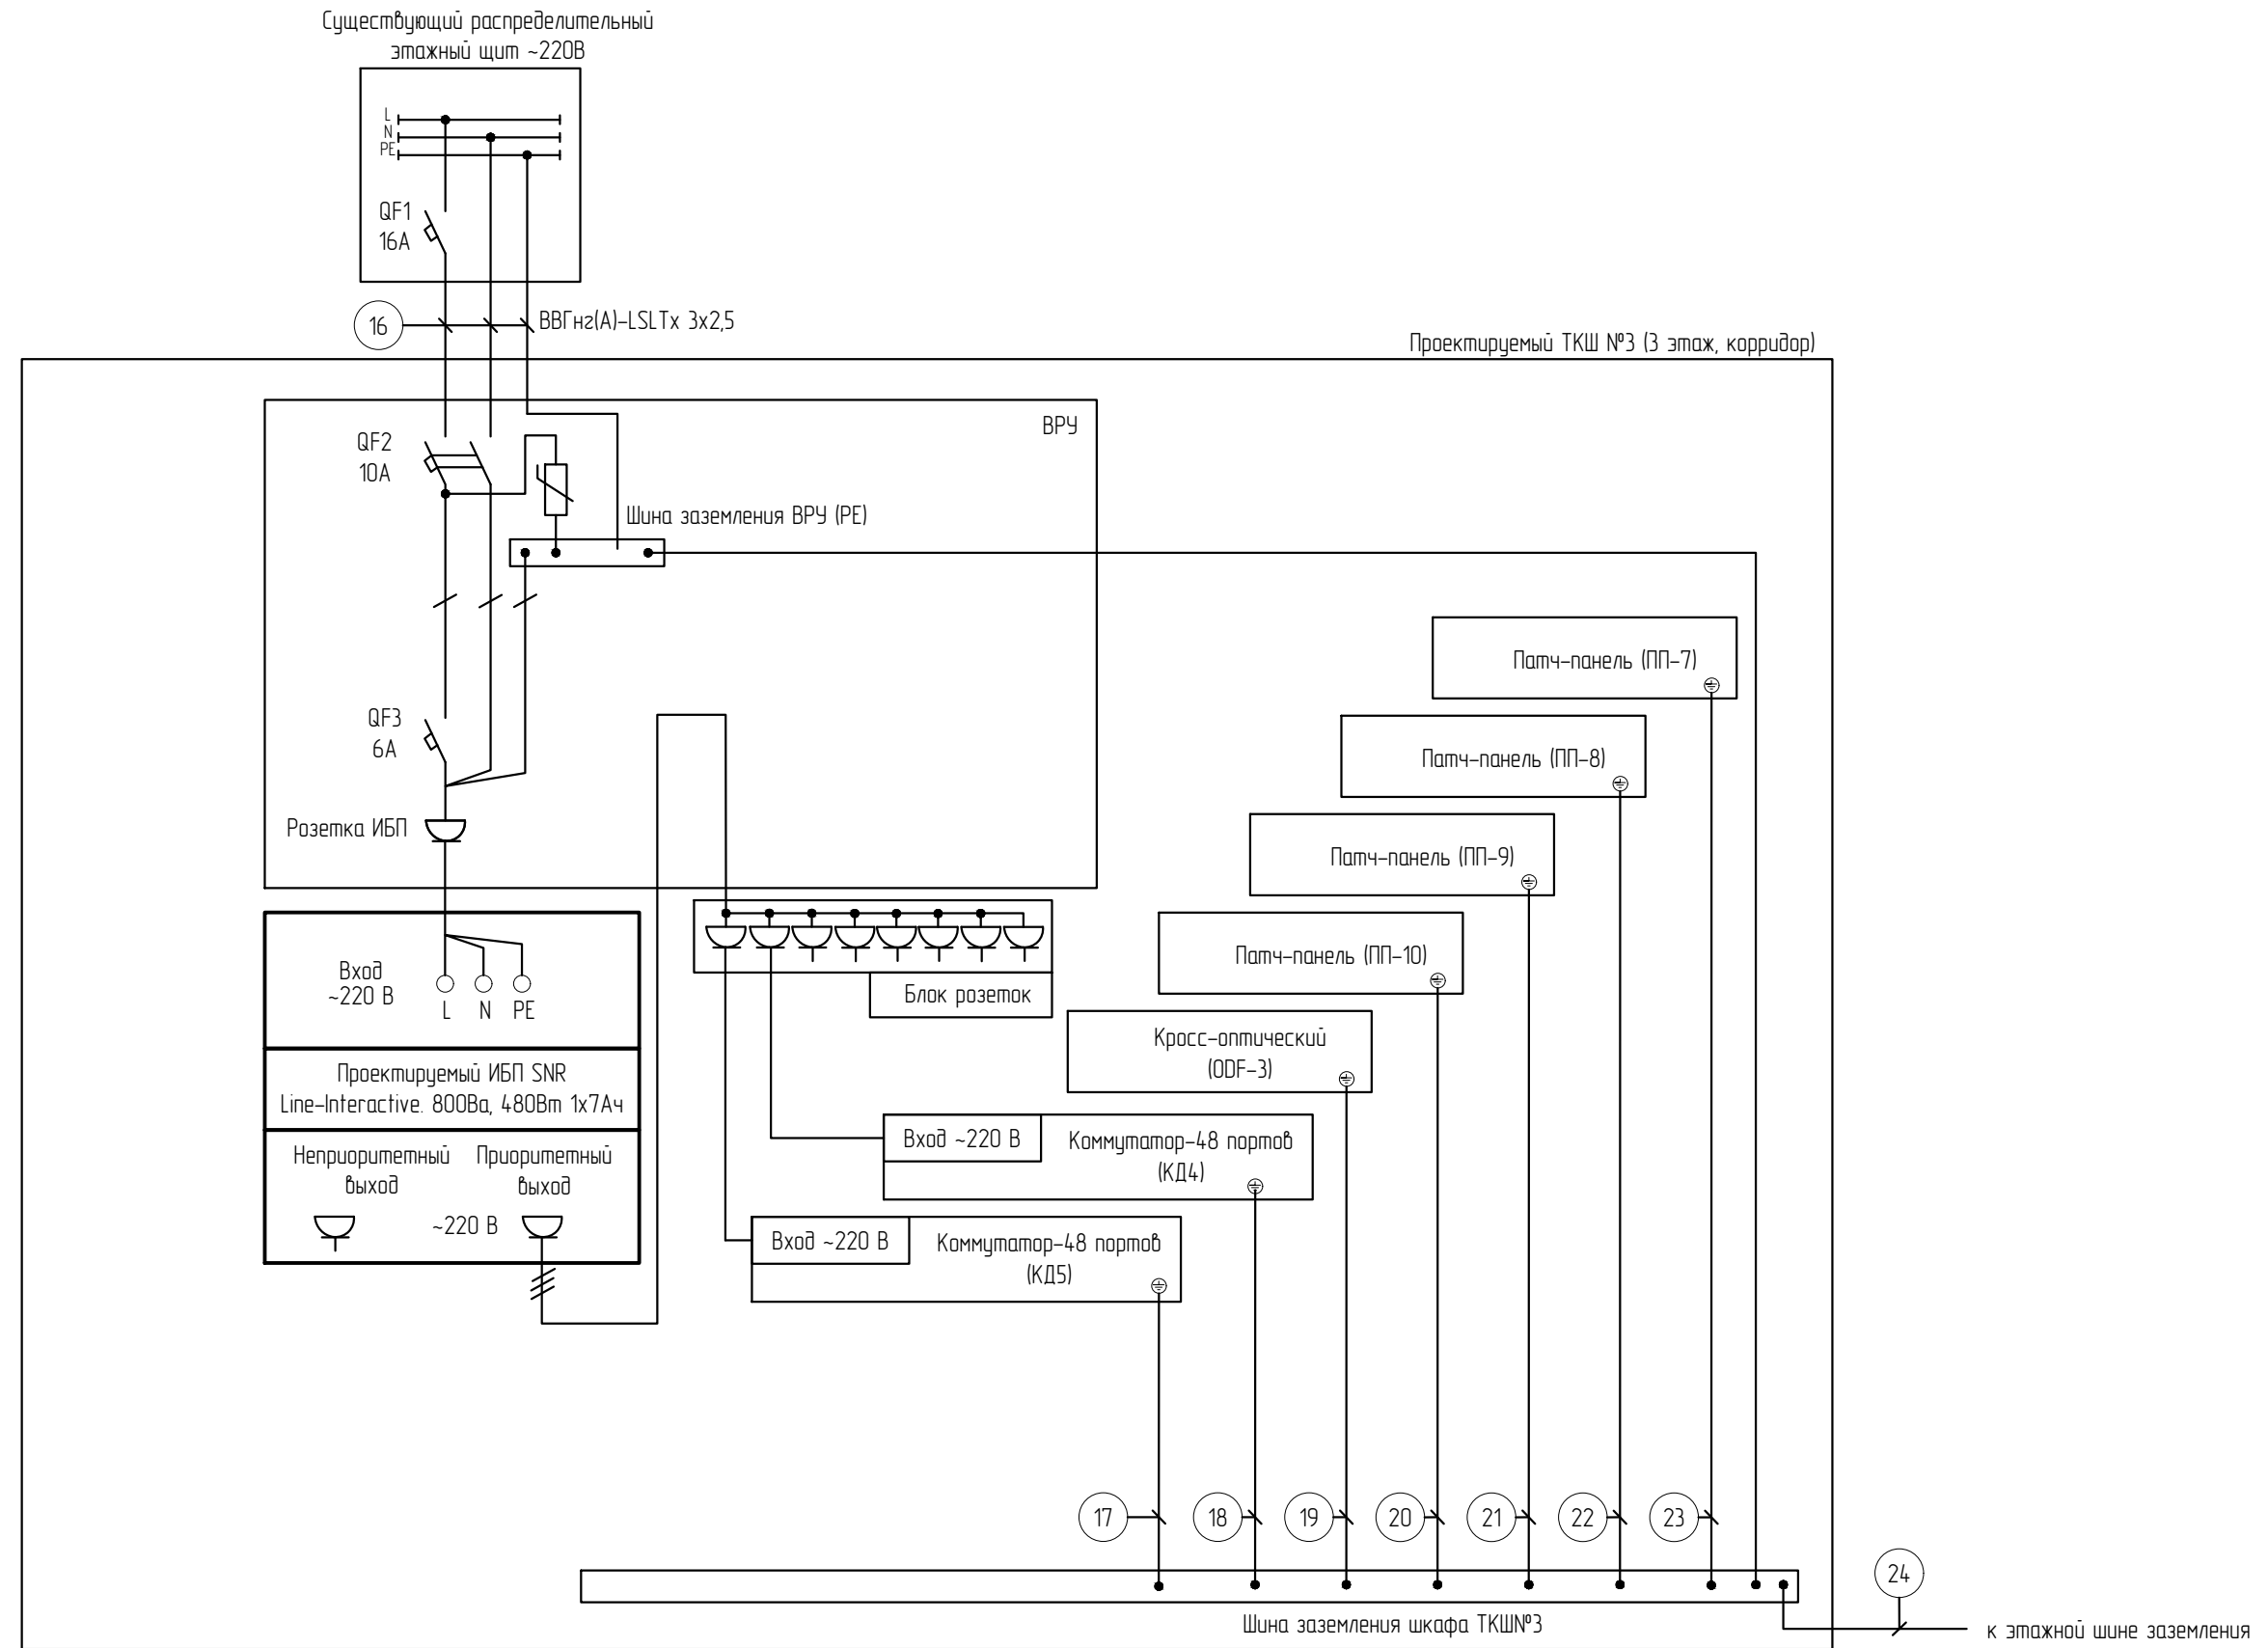 Существующий распределительный
этажный щит ~220В
L
N
PE
QF1
16А
16
ВВГнг(А)-LSLTx 3х2,5
Проектируемый ТКШ №3 (3 этаж, корридор)
ВРУ
QF2
10А
Шина заземления ВРУ (РЕ)
QF3
6А
Розетка ИБП
Патч-панель (ПП-7)
Патч-панель (ПП-8)
Патч-панель (ПП-9)
Патч-панель (ПП-10)
Кросс-оптический
(ODF-3)
Блок розеток
Вход
~220 В
L N PE
Проектируемый ИБП SNR
Line-Interactive. 800Ва, 480Вт 1х7Ач
Неприоритетный
выход
Приоритетный
выход
~220 В
Вход ~220 В
Коммутатор-48 портов
(КД4)
Вход ~220 В
Коммутатор-48 портов
(КД5)
17
18
19
20
21
22
23
24
Шина заземления шкафа ТКШ№3
к этажной шине заземления